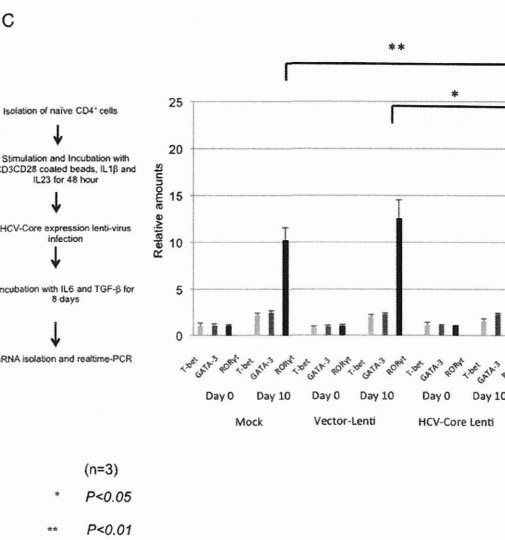 C
Isolation of naïve CD4⁺ cells
Stimulation and Incubation with
CD3CD28 coated beads, IL1β and
IL23 for 48 hour
HCV-Core expression lenti-virus
infection
ncubation with IL6 and TGF-β for
8 days
RNA isolation and realtime-PCR
**
*
Relative amounts
25
20
15
10
5
0
T-bet GATA-3 RORγt T-bet GATA-3 RORγt T-bet GATA-3 RORγt T-bet GATA-3 RORγt T-bet GATA-3 RORγt T-bet GATA-3
Day 0 Day 10 Day 0 Day 10 Day 0 Day 10
Mock Vector-Lenti HCV-Core Lenti
(n=3)
* P<0.05
** P<0.01